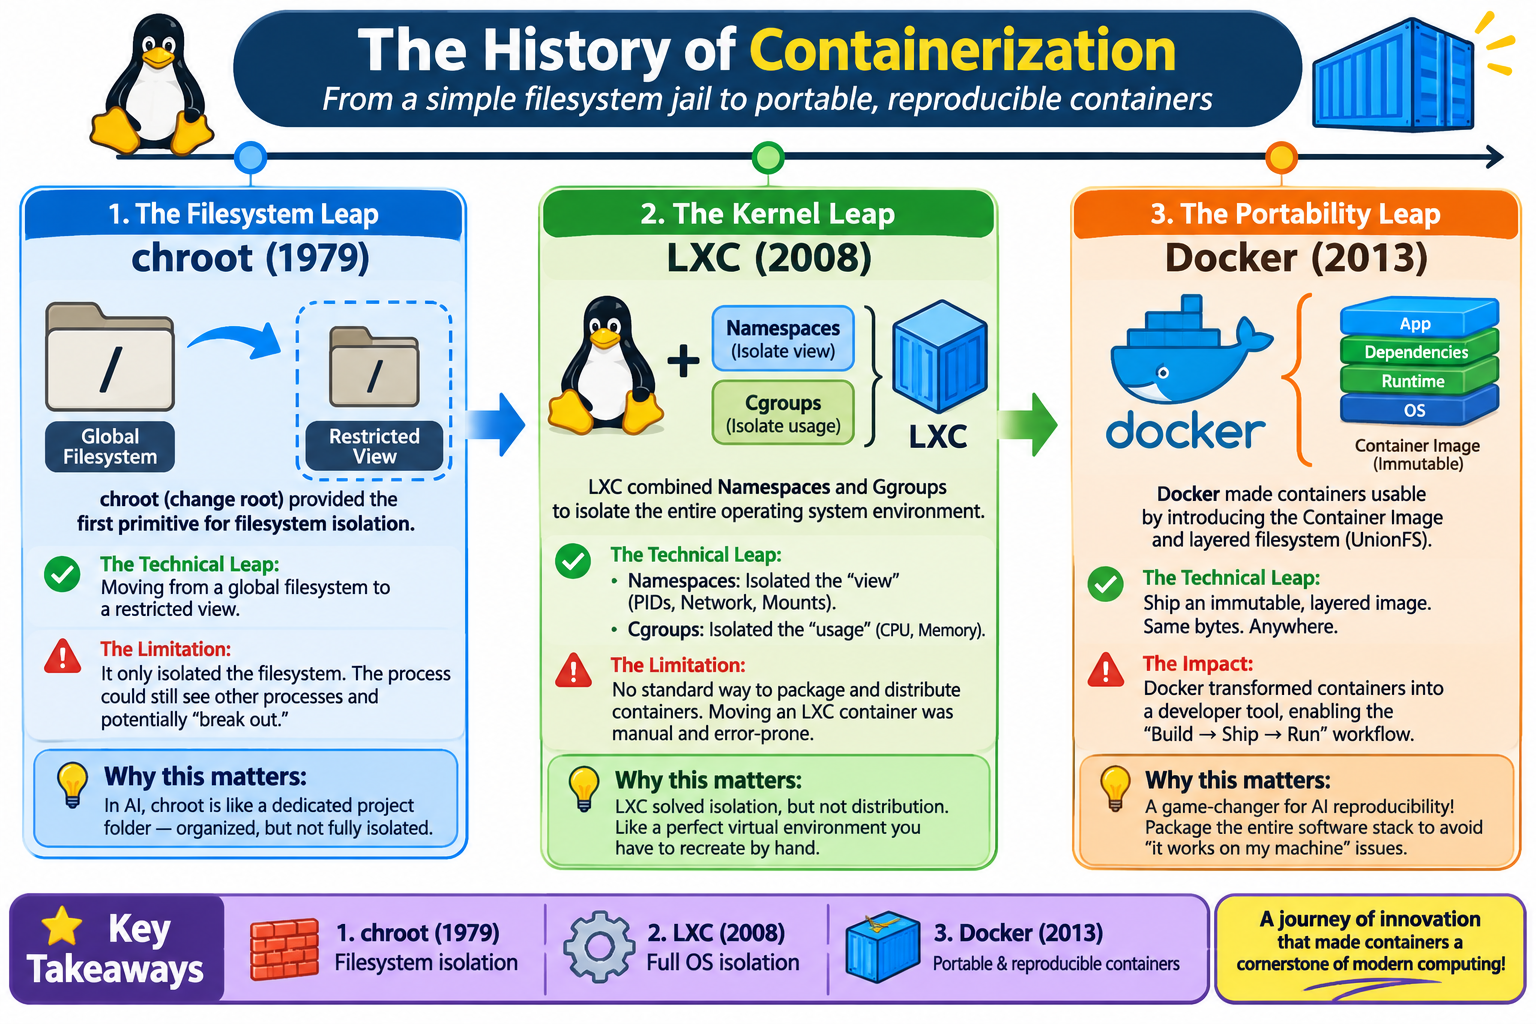 The History of Containerization
From a simple filesystem jail to portable, reproducible containers
1. The Filesystem Leap
chroot (1979)
/
/
Global
Filesystem
Restricted
View
chroot (change root) provided the
first primitive for filesystem isolation.
The Technical Leap:
Moving from a global filesystem to
a restricted view.
The Limitation:
It only isolated the filesystem. The process
could still see other processes and
potentially “break out.”
Why this matters:
In AI, chroot is like a dedicated project
folder — organized, but not fully isolated.
2. The Kernel Leap
LXC (2008)
+
Namespaces
(Isolate view)
Cgroups
(Isolate usage)
LXC
LXC combined Namespaces and Ggroups
to isolate the entire operating system environment.
The Technical Leap:
• Namespaces: Isolated the “view”
(PIDs, Network, Mounts).
• Cgroups: Isolated the “usage” (CPU, Memory).
The Limitation:
No standard way to package and distribute
containers. Moving an LXC container was
manual and error-prone.
Why this matters:
LXC solved isolation, but not distribution.
Like a perfect virtual environment you
have to recreate by hand.
3. The Portability Leap
Docker (2013)
docker
App
Dependencies
Runtime
OS
Container Image
(Immutable)
Docker made containers usable
by introducing the Container Image
and layered filesystem (UnionFS).
The Technical Leap:
Ship an immutable, layered image.
Same bytes. Anywhere.
The Impact:
Docker transformed containers into
a developer tool, enabling the
“Build → Ship → Run” workflow.
Why this matters:
A game-changer for AI reproducibility!
Package the entire software stack to avoid
“it works on my machine” issues.
Key
Takeaways
1. chroot (1979)
Filesystem isolation
2. LXC (2008)
Full OS isolation
3. Docker (2013)
Portable & reproducible containers
A journey of innovation
that made containers a
cornerstone of modern computing!